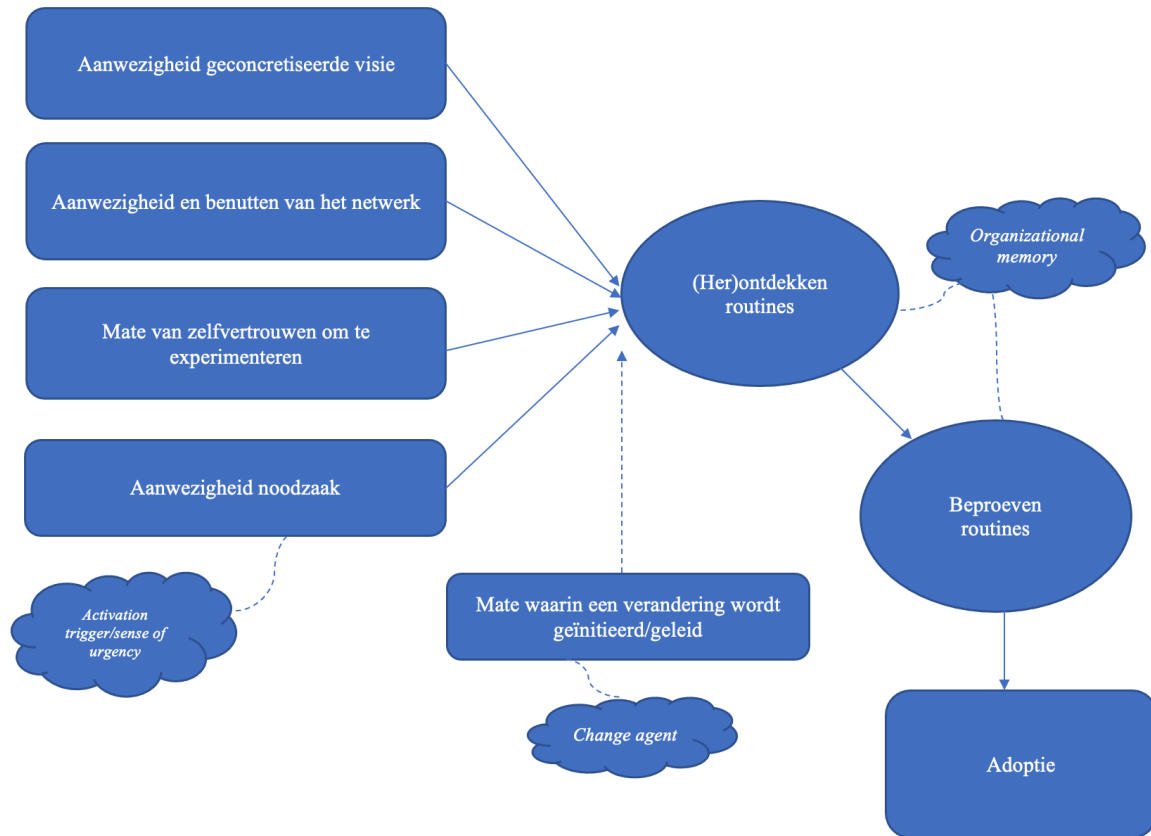 Aanwezigheid geconcretiseerde visie
Aanwezigheid en benutten van het netwerk
Mate van zelfvertrouwen om te
experimenteren
Aanwezigheid noodzaak
Activation
trigger/sense of
urgency
(Her)ontdekken
routines
Organizational
memory
Beproeven
routines
Mate waarin een verandering wordt
geïnitieerd/geleid
Change agent
Adoptie